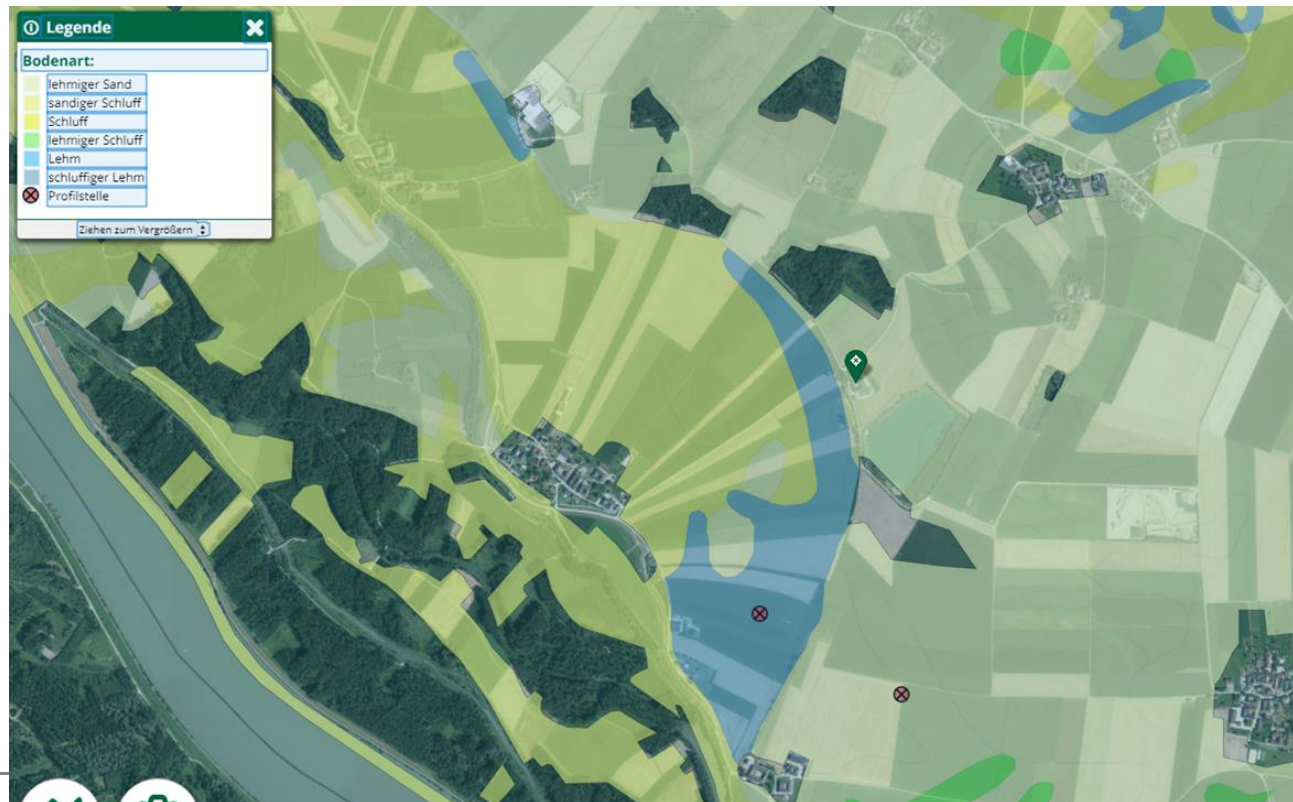 Legende
Bodenart:
lehmiger Sand
sandiger Schluff
Schluff
lehmiger Schluff
Lehm
schluffiger Lehm
Profilstelle
Ziehen zum Vergrößern